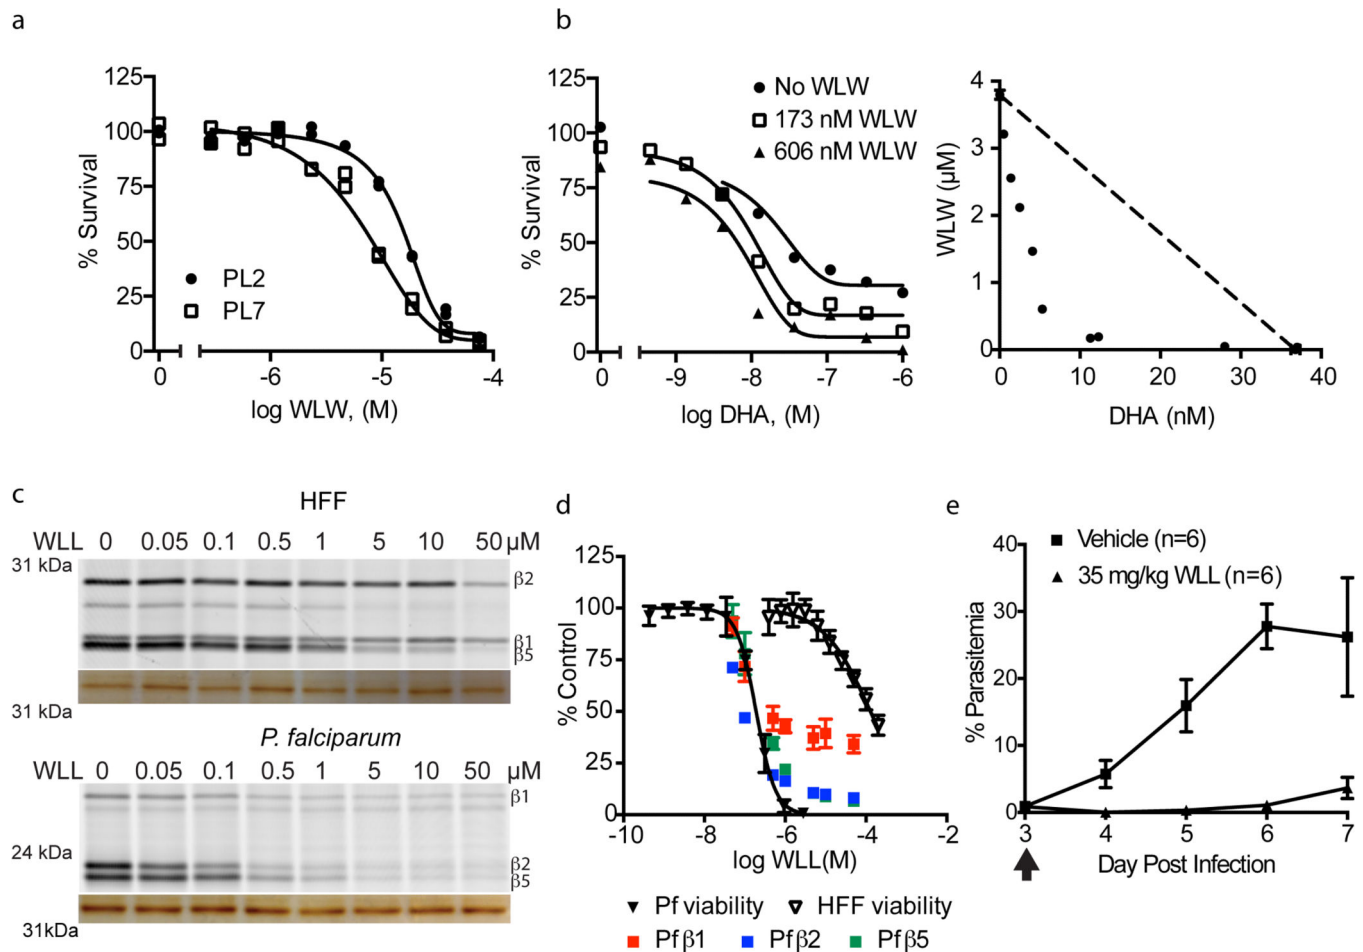 a
% Survival
125
100
75
50
25
0
PL2
PL7
0 -6 -5 -4
log WLW, (M)
b
% Survival
125
100
75
50
25
0
No WLW
173 nM WLW
606 nM WLW
0 -9 -8 -7 -6
log DHA, (M)
WLW (µM)
4
3
2
1
0
0 10 20 30 40
DHA (nM)
c
HFF
WLL 0 0.05 0.1 0.5 1 5 10 50 µM
31 kDa
β2
β1
β5
31 kDa
P. falciparum
WLL 0 0.05 0.1 0.5 1 5 10 50 µM
β1
24 kDa
β2
β5
31kDa
d
% Control
125
100
75
50
25
0
-10 -8 -6 -4 -2
log WLL(M)
Pf viability HFF viability
Pf β1 Pf β2 Pf β5
e
Vehicle (n=6)
35 mg/kg WLL (n=6)
% Parasitemia
40
30
20
10
0
3 4 5 6 7
Day Post Infection